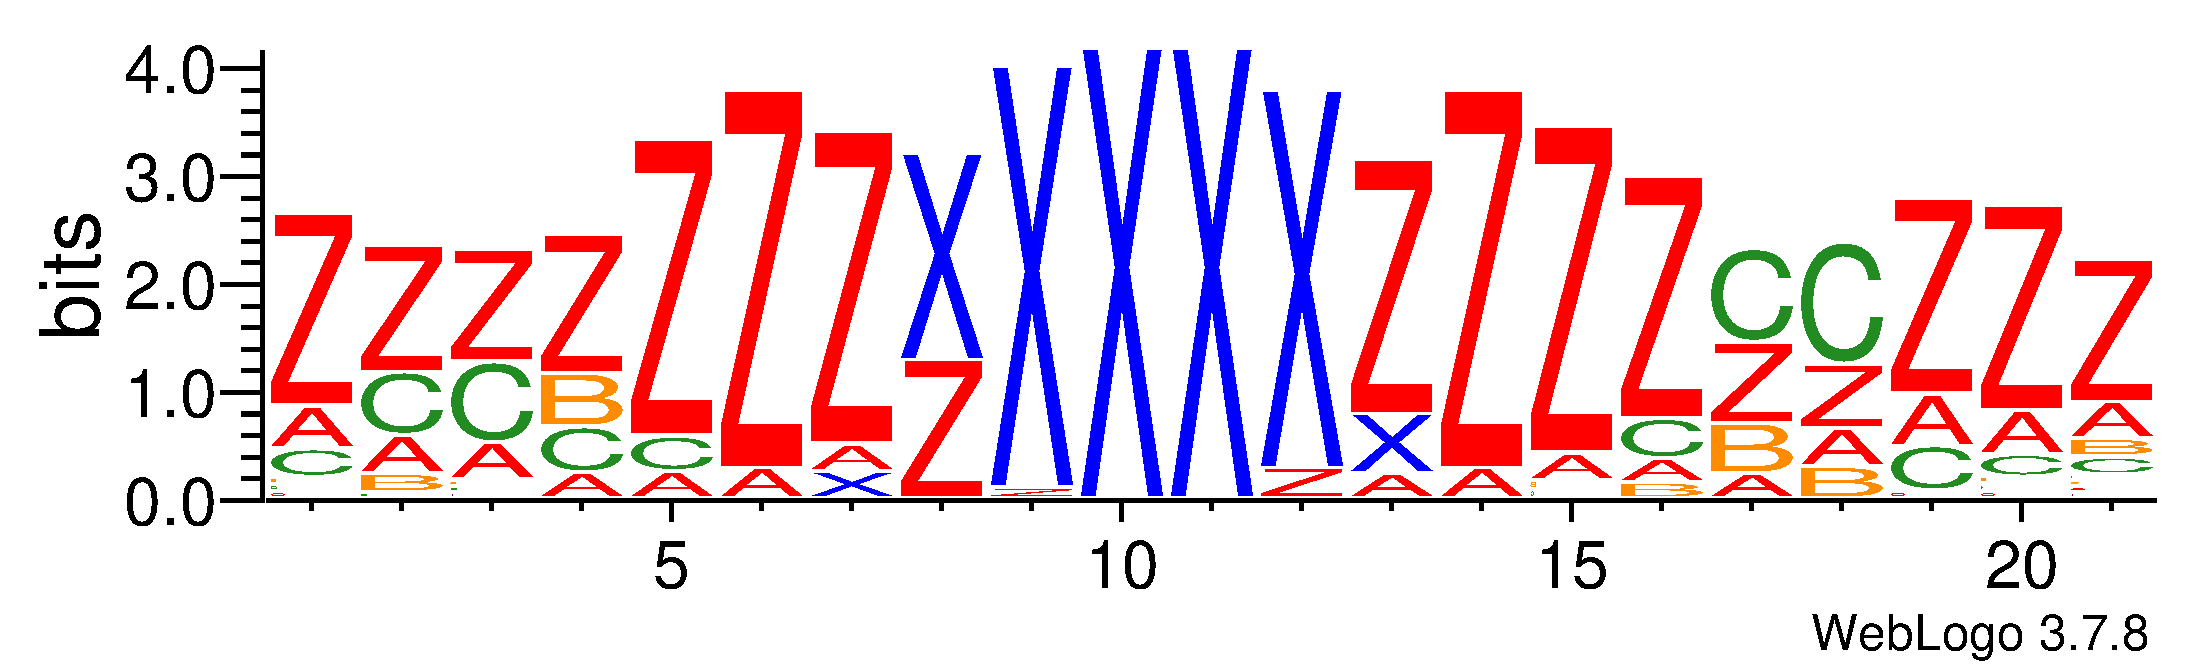 4.0
3.0
2.0
1.0
0.0
bits
Z Z Z Z Z Z Z X X X X X Z Z Z Z C C Z Z Z
A C C B C A A Z Z Z X A A C Z Z A A A
C A A C A X A A B A C C B
B A B A B C
5 10 15 20
WebLogo 3.7.8